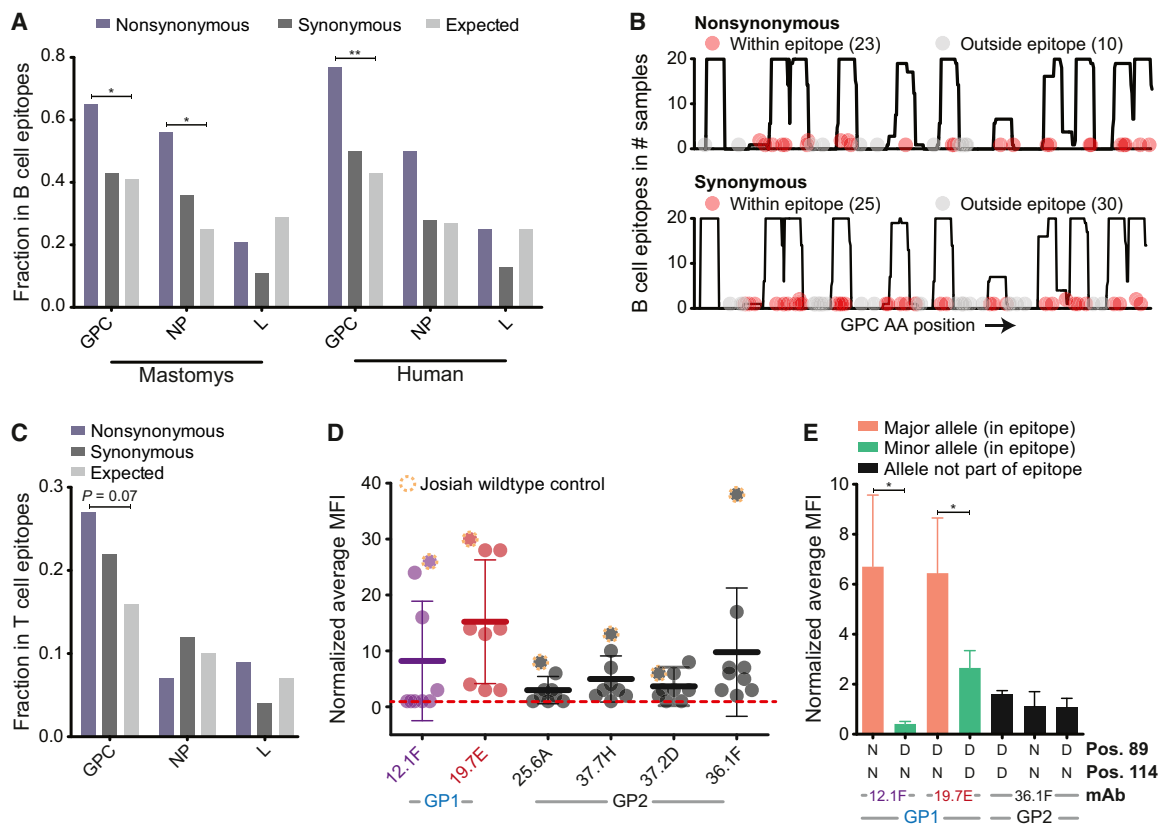 A
Nonsynonymous Synonymous Expected
Fraction in B cell epitopes
0.8
0.6
0.4
0.2
0.0
*
*
**
GPC NP L GPC NP L
Mastomys Human
B
Nonsynonymous
Within epitope (23) Outside epitope (10)
20
10
0
B cell epitopes in # samples
Synonymous
Within epitope (25) Outside epitope (30)
20
10
0
GPC AA position
C
Nonsynonymous
Synonymous
Expected
P = 0.07
Fraction in T cell epitopes
0.3
0.2
0.1
0.0
GPC NP L
D
Josiah wildtype control
Normalized average MFI
40
30
20
10
0
12.1F 19.7E 25.6A 37.7H 37.2D 36.1F
GP1 GP2
E
Major allele (in epitope)
Minor allele (in epitope)
Allele not part of epitope
Normalized average MFI
10
8
6
4
2
0
*
*
N D D D D N D Pos. 89
N N N D D N D Pos. 114
12.1F 19.7E 36.1F mAb
GP1 GP2